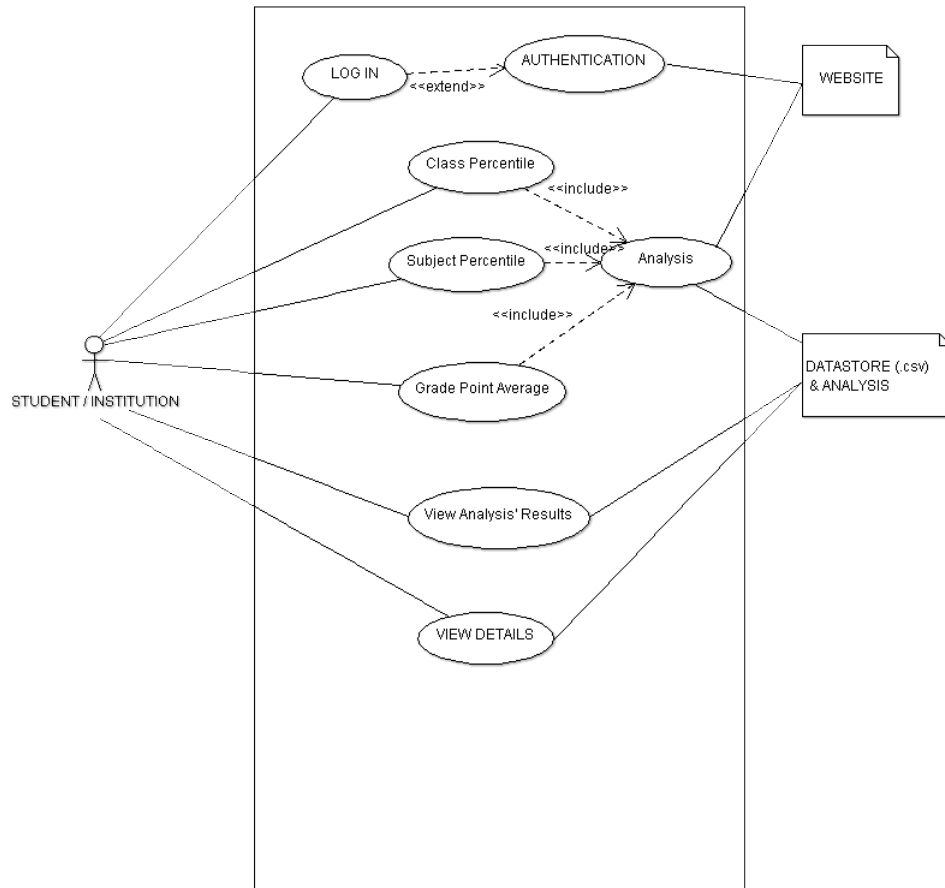 LOG IN
<<extend>>
AUTHENTICATION
WEBSITE
Class Percentile
<<include>>
Subject Percentile
<<include>>
Analysis
<<include>>
Grade Point Average
STUDENT / INSTITUTION
DATASTORE (.csv)
& ANALYSIS
View Analysis' Results
VIEW DETAILS